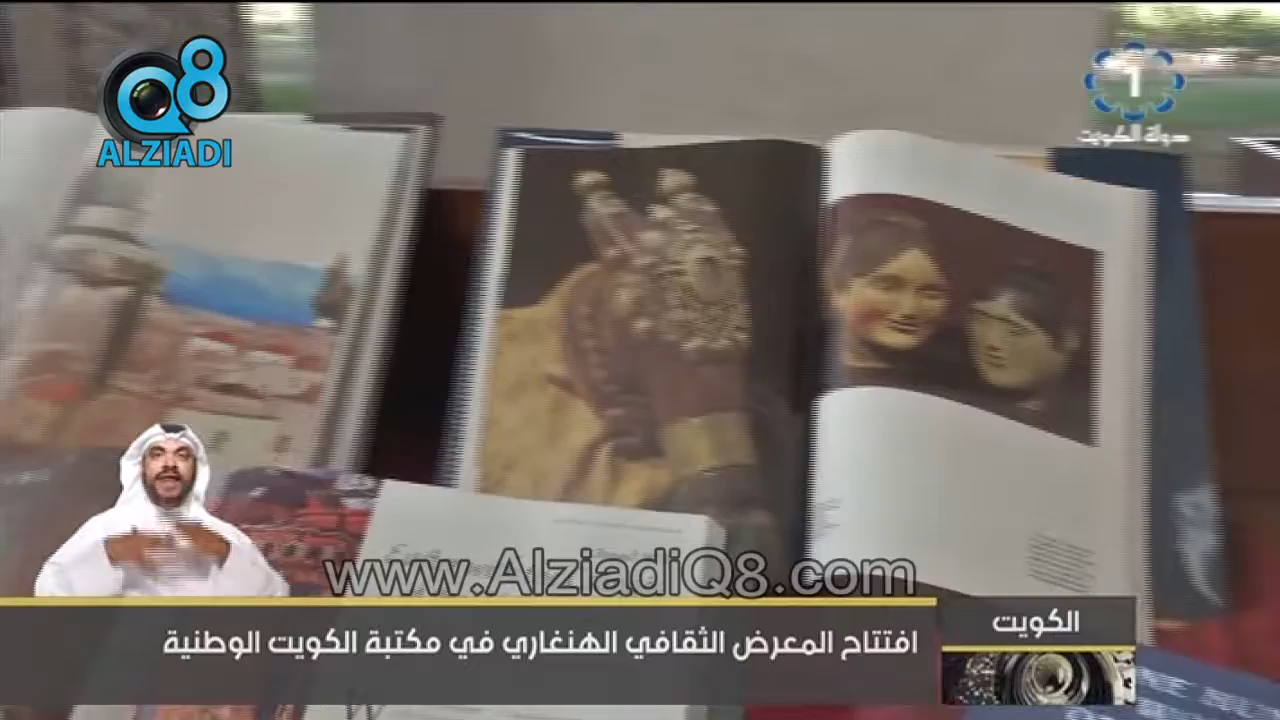 Q8
ALZIADI
1
دولة الكويت
www.AlziadiQ8.com
الكويت
افتتاح المعرض الثقافي الهنغاري في مكتبة الكويت الوطنية